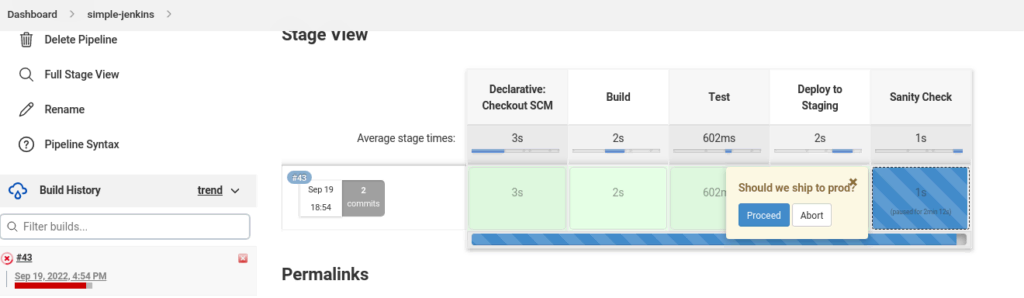 Dashboard
simple-jenkins
Delete Pipeline
Full Stage View
Rename
Pipeline Syntax
Build History
trend
Filter builds...
#43
Sep 19, 2022, 4:54 PM
Stage View
Declarative:
Checkout SCM
Build
Test
Deploy to
Staging
Sanity Check
Average stage times:
3s
2s
602ms
2s
1s
#43
Sep 19
18:54
2
commits
3s
2s
602m
Should we ship to prod?
Proceed
Abort
1s
(paused for 2min 12s)
Permalinks